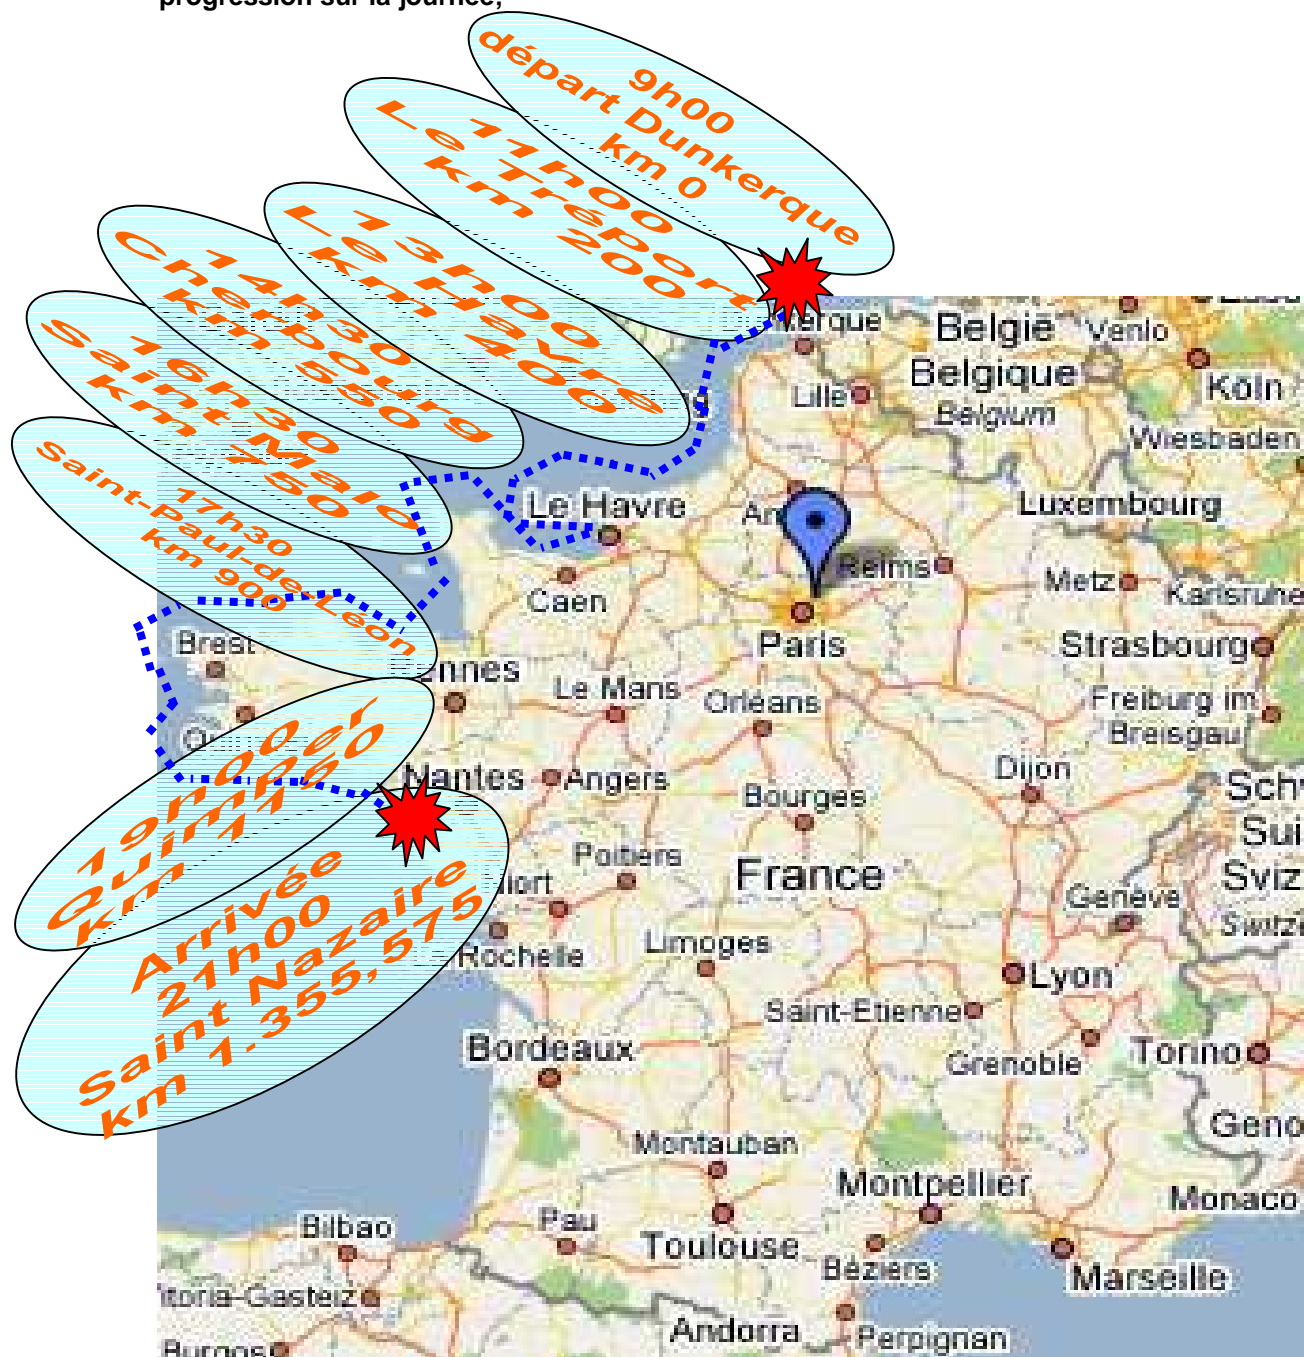 progression sur la journée,
9h00
départ Dunkerque
km 0
11h00
Le Tréport
km 200
13h00
Le Havre
Km 400
14h30
Cherbourg
Km 550
16h30
Saint-Malo
Km 750
17h30
Saint-Paul-de-Léon
km 900
19h00
Quimper
km 1150
Arrivée
21h00
Saint Nazaire
km 1.355,575
België
Venlo
Belgique
Belgium
Köln
Lille
Wiesbaden
Le Havre
Luxembourg
Reims
Metz
Karlsruhe
Caen
Paris
Strasbourg
Brest
Le Mans
Orléans
Freiburg im
Breisgau
Nantes
Angers
Dijon
Bourges
Poitiers
France
Genève
Rochelle
Limoges
Lyon
Saint-Etienne
Bordeaux
Grenoble
Torino
Montauban
Montpellier
Monaco
Bilbao
Pau
Toulouse
Béziers
Marseille
Andorra
Perpignan
Burgos